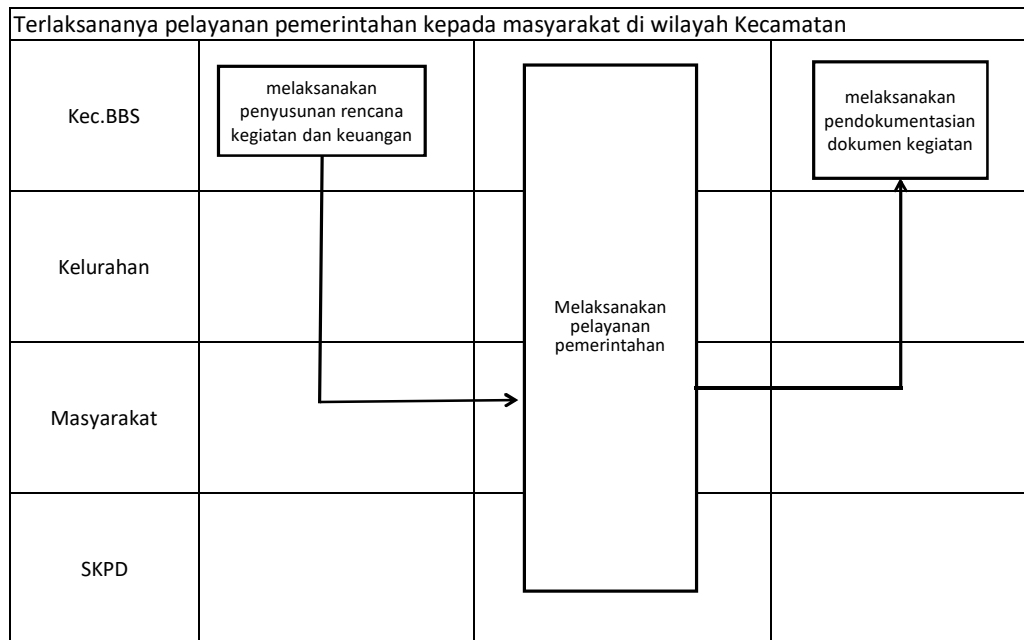 Terlaksananya pelayanan pemerintahan kepada masyarakat di wilayah Kecamatan
Kec.BBS
melaksanakan
penyusunan rencana
kegiatan dan keuangan
melaksanakan
pendokumentasian
dokumen kegiatan
Kelurahan
Melaksanakan
pelayanan
pemerintahan
Masyarakat
SKPD